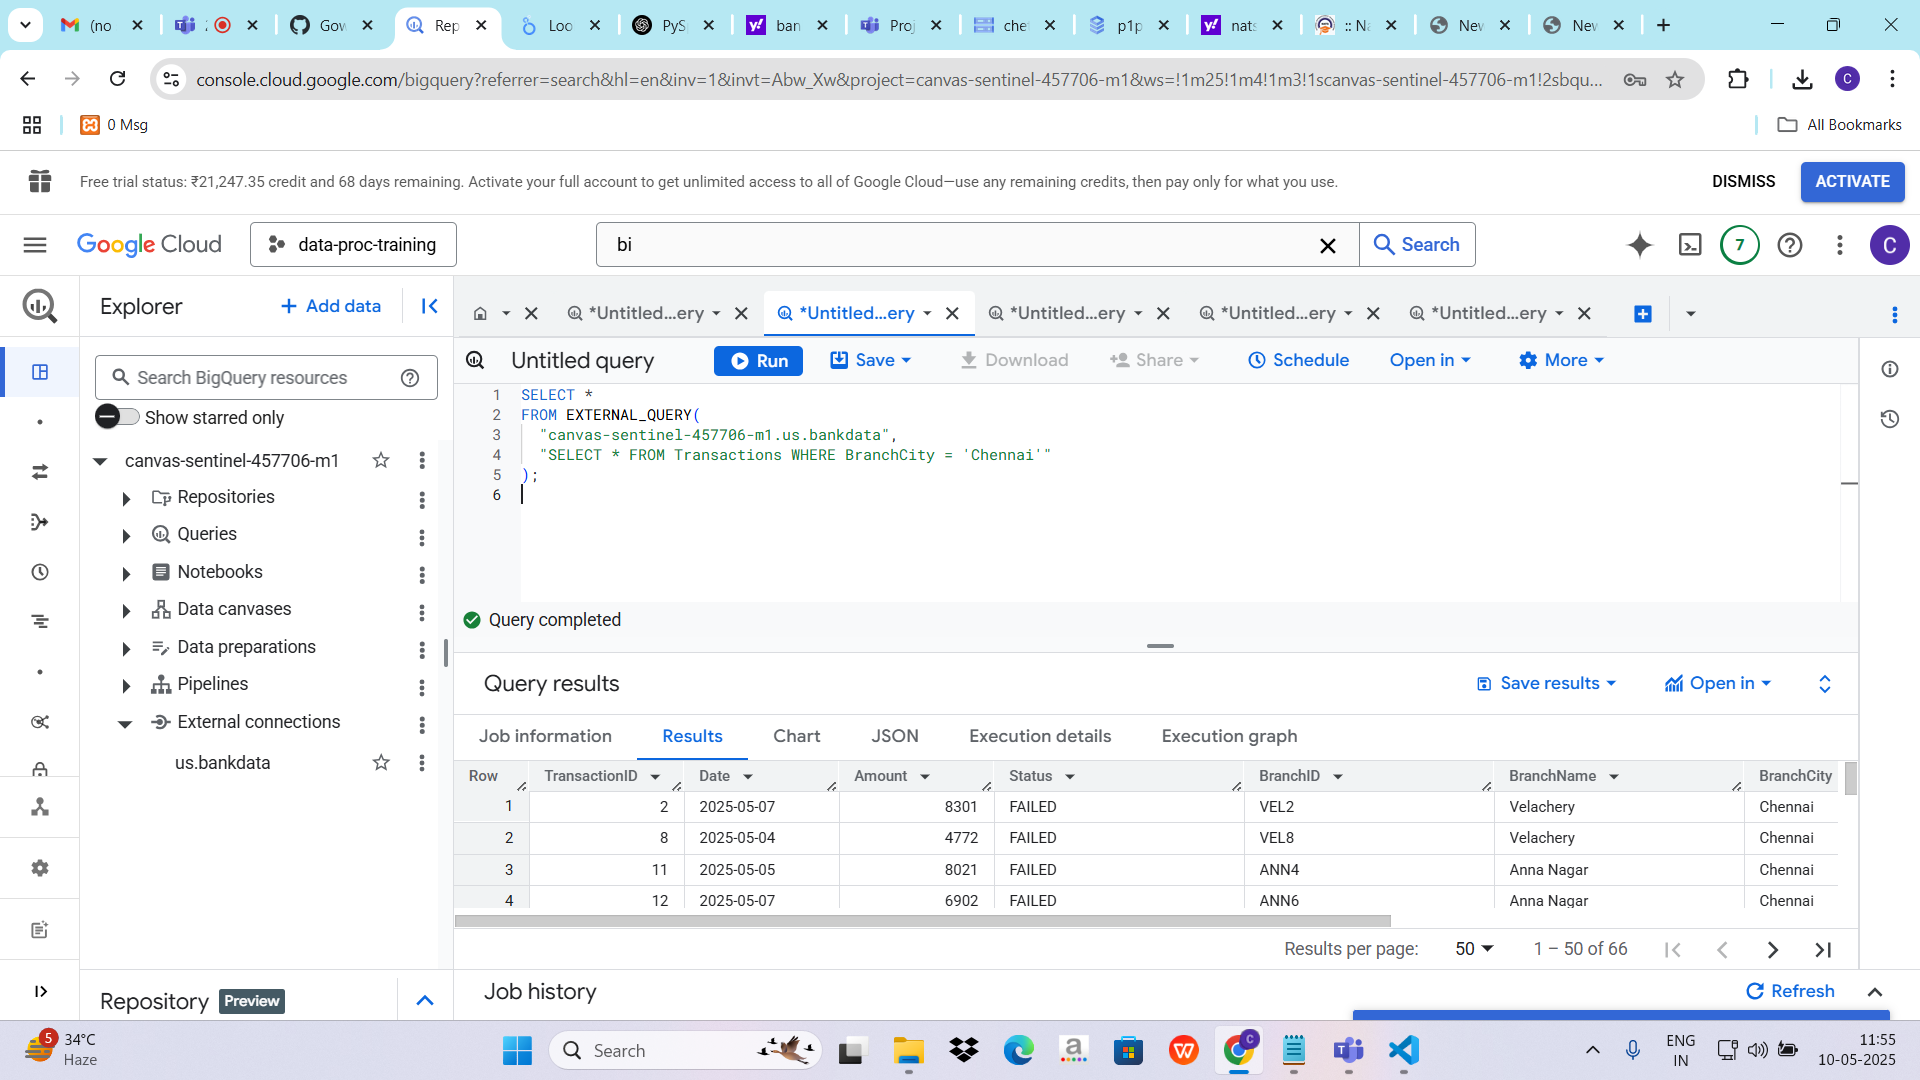 (no
Gov
Rep
Loo
PyS
ban
Proj
che
p1p
nats
:: Na
Nev
Nev
console.cloud.google.com/bigquery?referrer=search&hl=en&inv=1&invt=Abw_Xw&project=canvas-sentinel-457706-m1&ws=!1m25!1m4!1m3!1scanvas-sentinel-457706-m1!2sbqu...
C
0 Msg
All Bookmarks
Free trial status: ₹21,247.35 credit and 68 days remaining. Activate your full account to get unlimited access to all of Google Cloud—use any remaining credits, then pay only for what you use.
DISMISS
ACTIVATE
Google Cloud
data-proc-training
bi
Search
7
C
Explorer
+ Add data
*Untitled...ery
*Untitled...ery
*Untitled...ery
*Untitled...ery
*Untitled...ery
Search BigQuery resources
Show starred only
canvas-sentinel-457706-m1
Repositories
Queries
Notebooks
Data canvases
Data preparations
Pipelines
External connections
us.bankdata
Repository Preview
Untitled query
Run
Save
Download
Share
Schedule
Open in
More
1 SELECT *
2 FROM EXTERNAL_QUERY(
3 "canvas-sentinel-457706-m1.us.bankdata",
4 "SELECT * FROM Transactions WHERE BranchCity = 'Chennai'"
5 );
6
Query completed
Query results
Save results
Open in
Job information
Results
Chart
JSON
Execution details
Execution graph
Row TransactionID Date Amount Status BranchID BranchName BranchCity
1 2 2025-05-07 8301 FAILED VEL2 Velachery Chennai
2 8 2025-05-04 4772 FAILED VEL8 Velachery Chennai
3 11 2025-05-05 8021 FAILED ANN4 Anna Nagar Chennai
4 12 2025-05-07 6902 FAILED ANN6 Anna Nagar Chennai
Results per page: 50 1 – 50 of 66
Job history
Refresh
5
34°C
Haze
Search
C
ENG
IN
11:55
10-05-2025